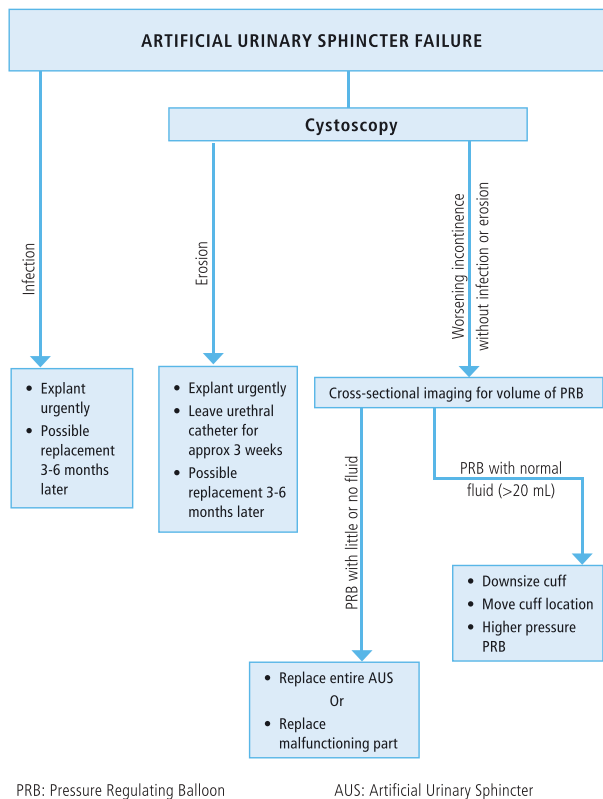 ARTIFICIAL URINARY SPHINCTER FAILURE
Cystoscopy
Infection
Erosion
Worsening incontinence
without infection or erosion
• Explant
urgently
• Possible
replacement
3-6 months
later
• Explant urgently
• Leave urethral
catheter for
approx 3 weeks
• Possible
replacement 3-6
months later
Cross-sectional imaging for volume of PRB
PRB with little or no fluid
PRB with normal
fluid (>20 mL)
• Downsize cuff
• Move cuff location
• Higher pressure
PRB
• Replace entire AUS
Or
• Replace
malfunctioning part
PRB: Pressure Regulating Balloon
AUS: Artificial Urinary Sphincter